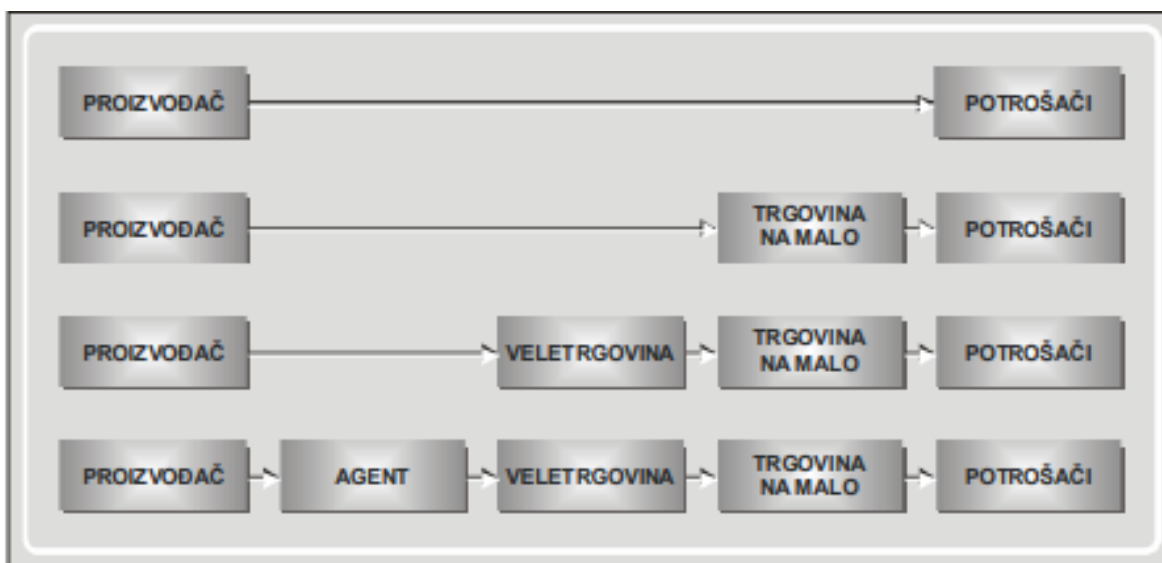 PROIZVOĐAČ
POTROŠAČI
PROIZVOĐAČ
TRGOVINA
NA MALO
POTROŠAČI
PROIZVOĐAČ
VELETRGOVINA
TRGOVINA
NA MALO
POTROŠAČI
PROIZVOĐAČ
AGENT
VELETRGOVINA
TRGOVINA
NA MALO
POTROŠAČI